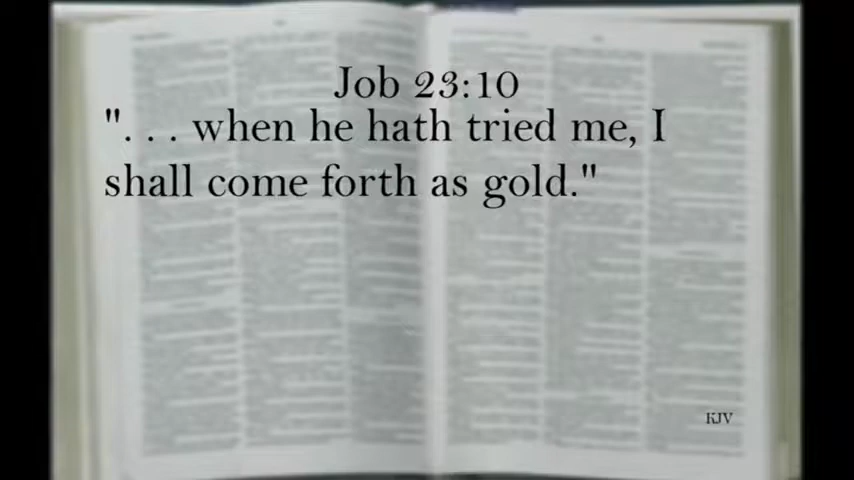 Job 23:10
". . . when he hath tried me, I
shall come forth as gold."
KJV